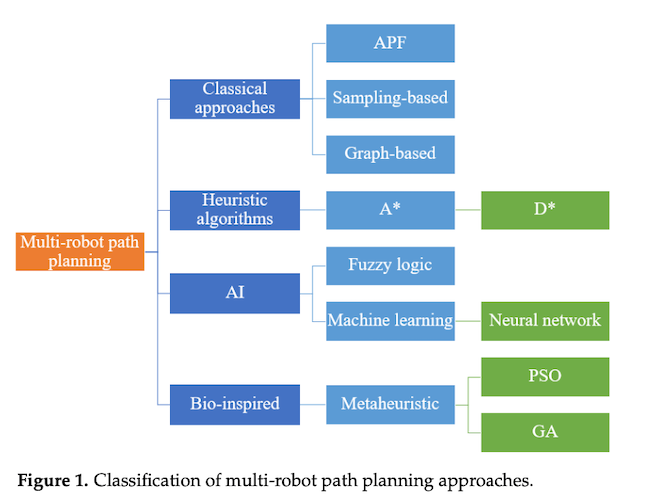 APF
Classical
approaches
Sampling-based
Graph-based
Heuristic
algorithms
A*
D*
Multi-robot path
planning
Fuzzy logic
AI
Machine learning
Neural network
PSO
Bio-inspired
Metaheuristic
GA
Figure 1. Classification of multi-robot path planning approaches.